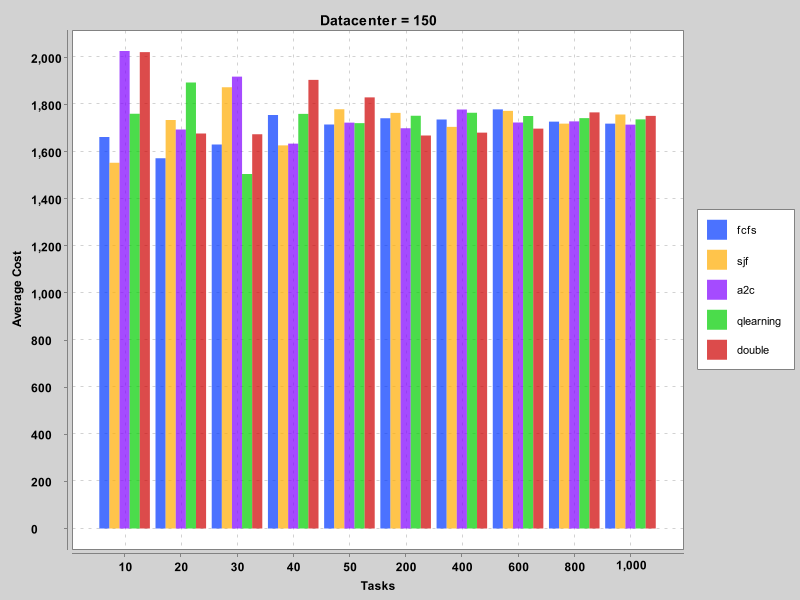 Datacenter = 150
2,000
1,800
1,600
1,400
1,200
1,000
800
600
400
200
0
Average Cost
10 20 30 40 50 200 400 600 800 1,000
Tasks
fcfs
sjf
a2c
qlearning
double